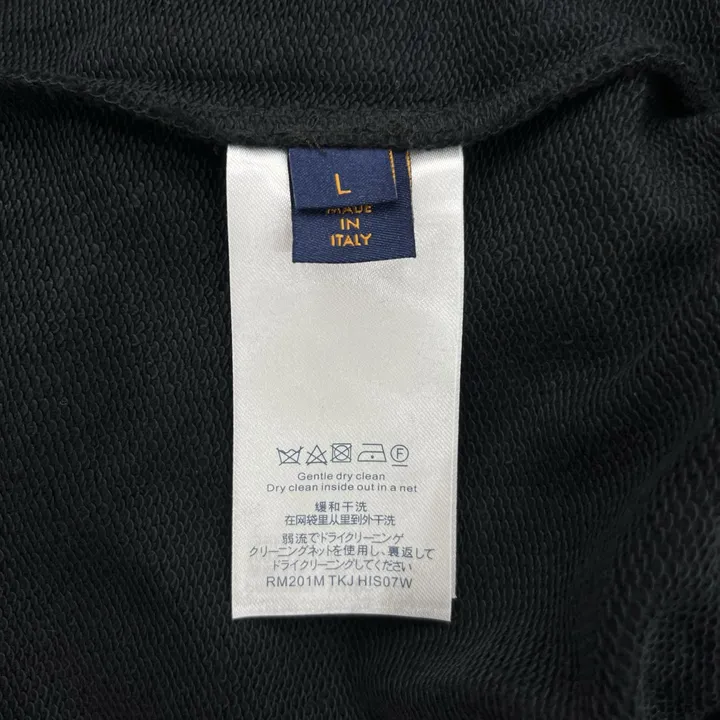 L
MADE
IN
ITALY
Gentle dry clean
Dry clean inside out in a net
缓和干洗
在网袋里从里到外干洗
弱流でドライクリーニング
クリーニングネットを使用し、裏返して
ドライクリーニングしてください
RM201M TKJ HIS07W